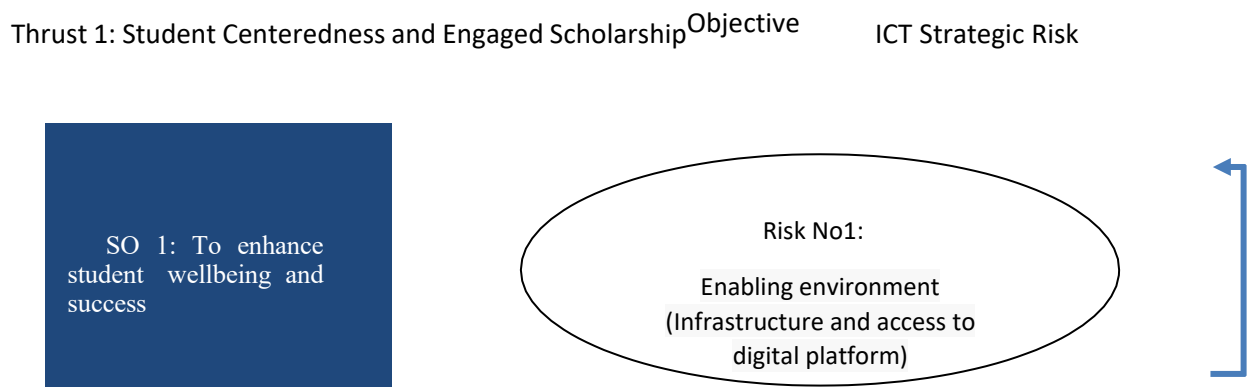 Thrust 1: Student Centeredness and Engaged Scholarship Objective ICT Strategic Risk
SO 1: To enhance
student wellbeing and
success
Risk No1:
Enabling environment
(Infrastructure and access to
digital platform)